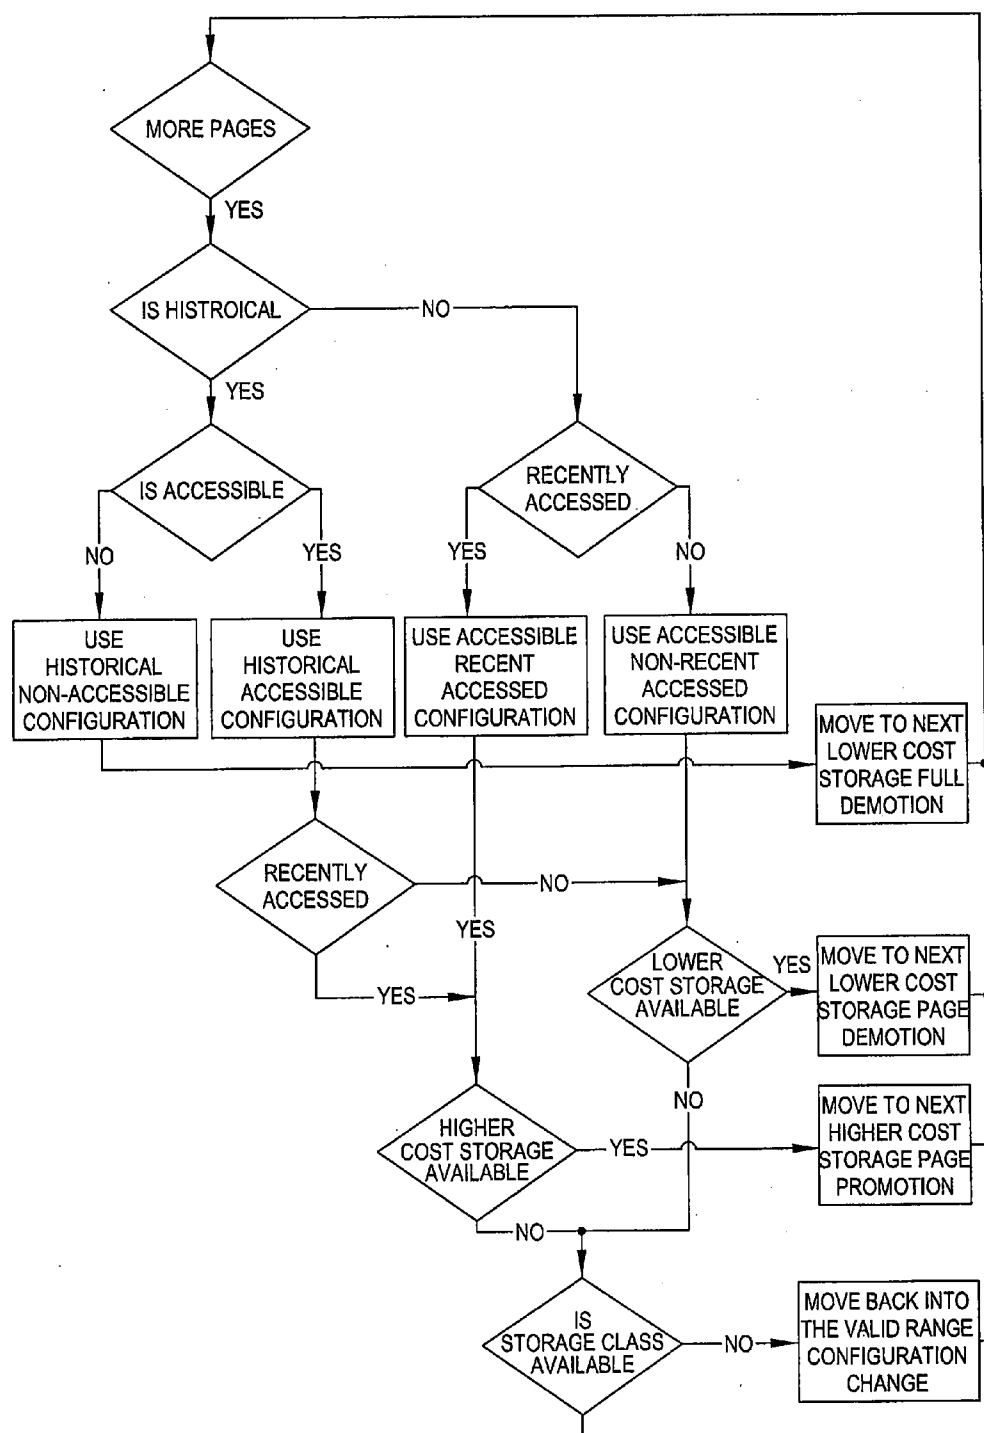 MORE PAGES
YES
IS HISTROICAL
NO
YES
IS ACCESSIBLE
RECENTLY
ACCESSED
NO
YES
YES
NO
USE
HISTORICAL
NON-ACCESSIBLE
CONFIGURATION
USE
HISTORICAL
ACCESSIBLE
CONFIGURATION
USE ACCESSIBLE
RECENT
ACCESSED
CONFIGURATION
USE ACCESSIBLE
NON-RECENT
ACCESSED
CONFIGURATION
MOVE TO NEXT
LOWER COST
STORAGE FULL
DEMOTION
RECENTLY
ACCESSED
NO
YES
YES
LOWER
COST STORAGE
AVAILABLE
YES
MOVE TO NEXT
LOWER COST
STORAGE PAGE
DEMOTION
NO
HIGHER
COST STORAGE
AVAILABLE
YES
MOVE TO NEXT
HIGHER COST
STORAGE PAGE
PROMOTION
NO
IS
STORAGE CLASS
AVAILABLE
NO
MOVE BACK INTO
THE VALID RANGE
CONFIGURATION
CHANGE